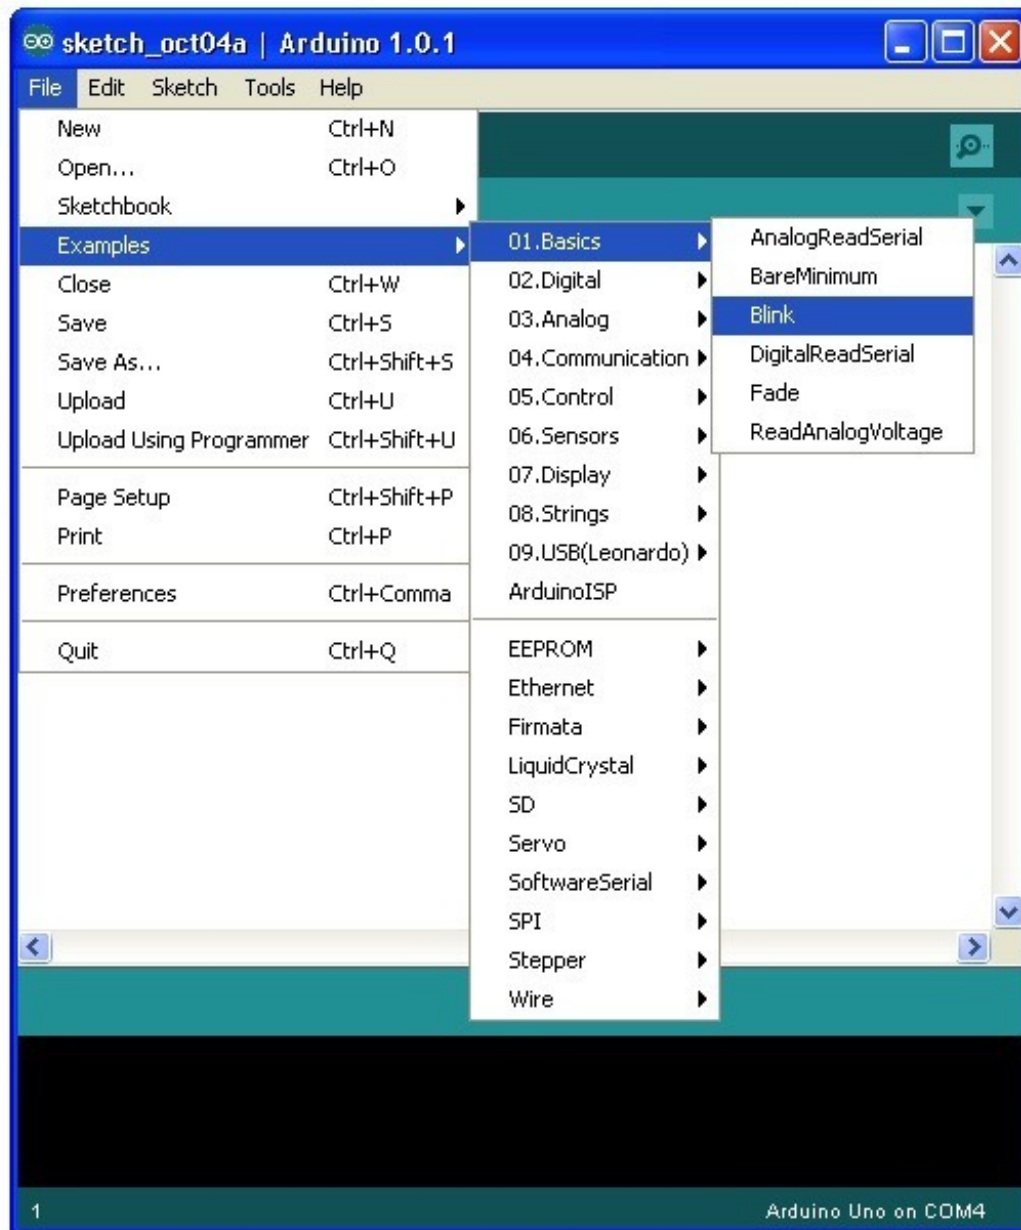 sketch_oct04a | Arduino 1.0.1
File Edit Sketch Tools Help
New Ctrl+N
Open... Ctrl+O
Sketchbook
Examples
Close Ctrl+W
Save Ctrl+S
Save As... Ctrl+Shift+S
Upload Ctrl+U
Upload Using Programmer Ctrl+Shift+U
Page Setup Ctrl+Shift+P
Print Ctrl+P
Preferences Ctrl+Comma
Quit Ctrl+Q
01.Basics
02.Digital
03.Analog
04.Communication
05.Control
06.Sensors
07.Display
08.Strings
09.USB(Leonardo)
ArduinoISP
EEPROM
Ethernet
Firmata
LiquidCrystal
SD
Servo
SoftwareSerial
SPI
Stepper
Wire
AnalogReadSerial
BareMinimum
Blink
DigitalReadSerial
Fade
ReadAnalogVoltage
1 Arduino Uno on COM4